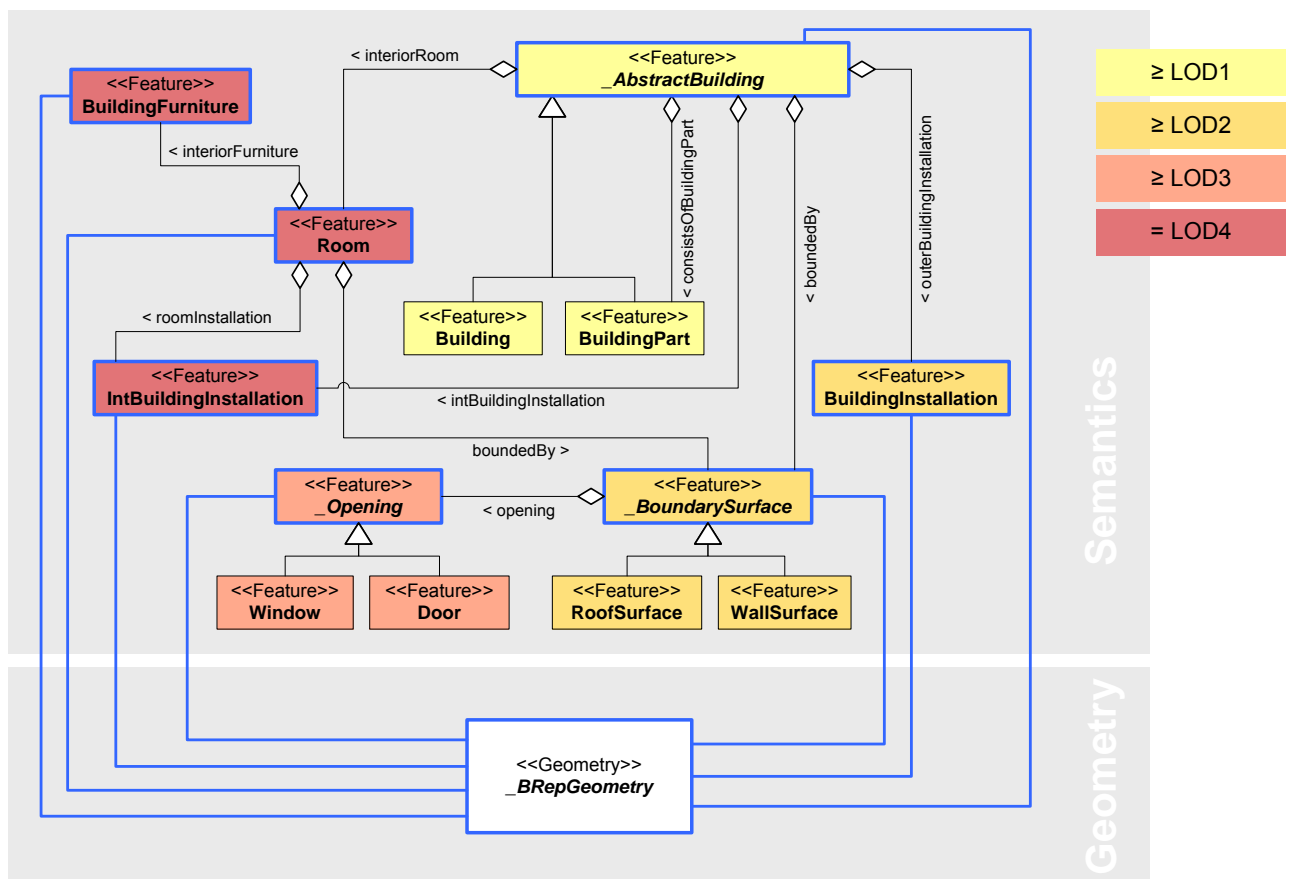 <<Feature>>
_AbstractBuilding
< interiorRoom
<<Feature>>
BuildingFurniture
≥ LOD1
≥ LOD2
≥ LOD3
= LOD4
< interiorFurniture
< consistsOfBuildingPart
< boundedBy
< outerBuildingInstallation
<<Feature>>
Room
< roomInstallation
<<Feature>>
Building
<<Feature>>
BuildingPart
<<Feature>>
IntBuildingInstallation
< intBuildingInstallation
<<Feature>>
BuildingInstallation
boundedBy >
<<Feature>>
_Opening
< opening
<<Feature>>
_BoundarySurface
<<Feature>>
Window
<<Feature>>
Door
<<Feature>>
RoofSurface
<<Feature>>
WallSurface
Semantics
<<Geometry>>
_BRepGeometry
Geometry